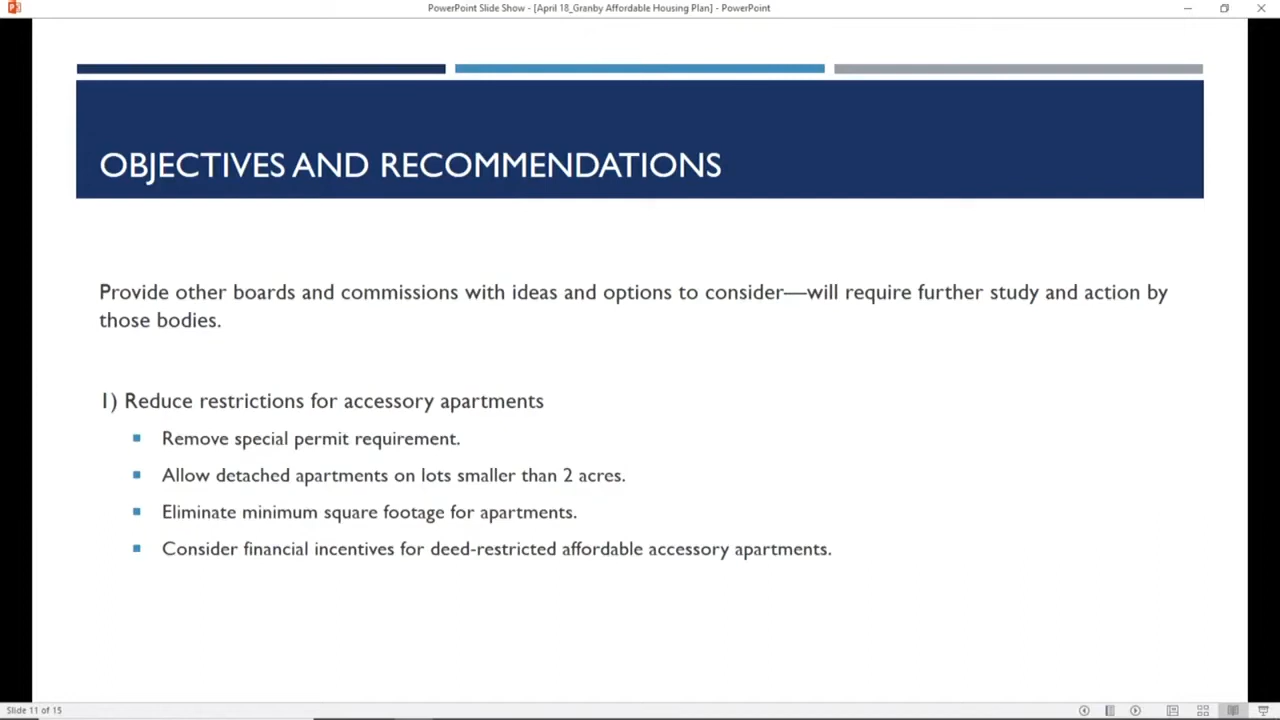 PowerPoint Slide Show - [April 18_Granby Affordable Housing Plan] - PowerPoint
OBJECTIVES AND RECOMMENDATIONS
Provide other boards and commissions with ideas and options to consider—will require further study and action by
those bodies.
1) Reduce restrictions for accessory apartments
Remove special permit requirement.
Allow detached apartments on lots smaller than 2 acres.
Eliminate minimum square footage for apartments.
Consider financial incentives for deed-restricted affordable accessory apartments.
Slide 11 of 15